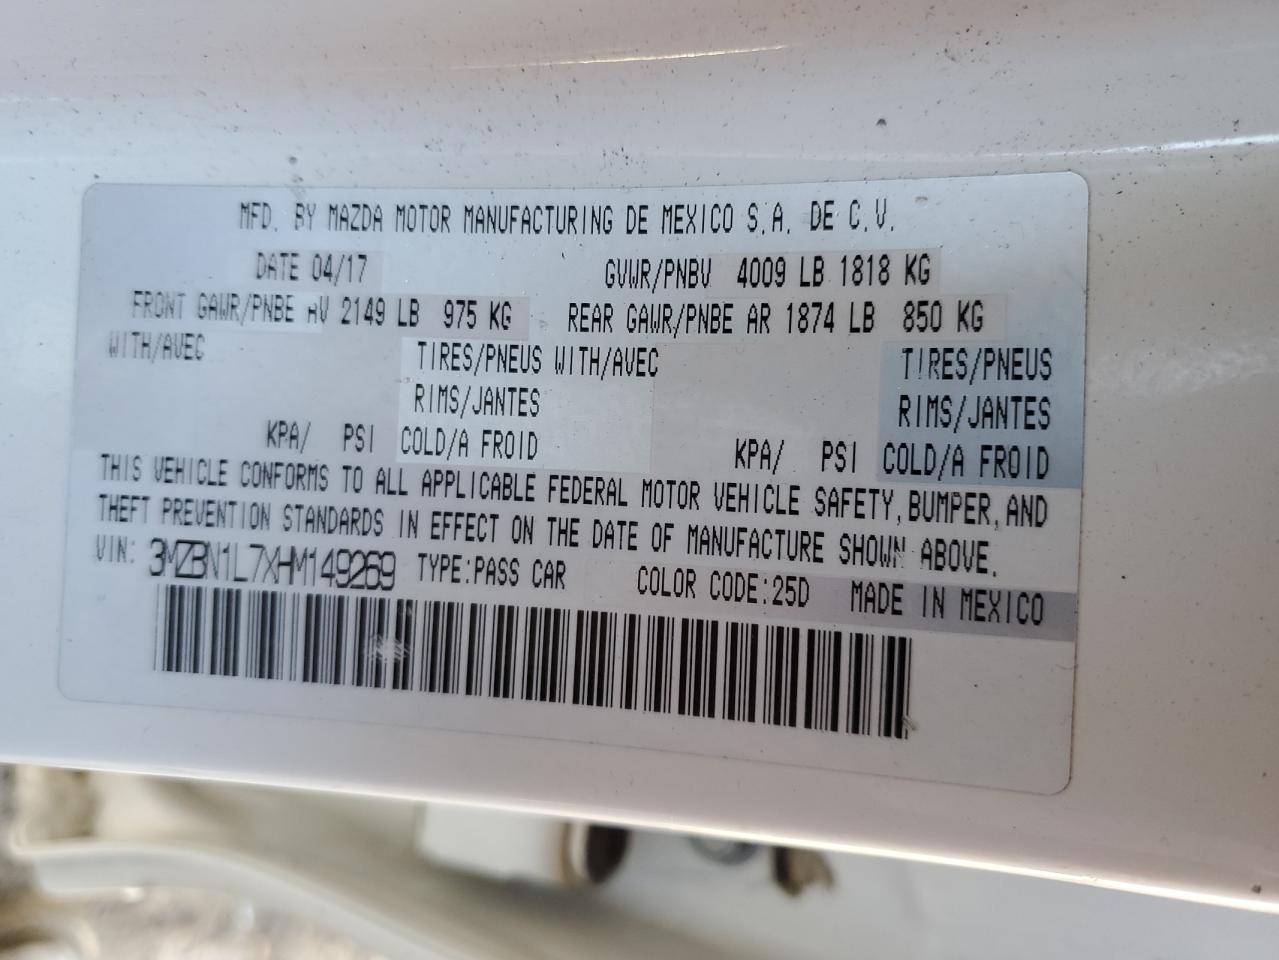 MFD. BY MAZDA MOTOR MANUFACTURING DE MEXICO S.A. DE C.V.
DATE 04/17 GVWR/PNBV 4009 LB 1818 KG
FRONT GAWR/PNBE AV 2149 LB 975 KG REAR GAWR/PNBE AR 1874 LB 850 KG
WITH/AVEC TIRES/PNEUS WITH/AVEC TIRES/PNEUS
RIMS/JANTES RIMS/JANTES
KPA/ PSI COLD/A FROID KPA/ PSI COLD/A FROID
THIS VEHICLE CONFORMS TO ALL APPLICABLE FEDERAL MOTOR VEHICLE SAFETY, BUMPER, AND
THEFT PREVENTION STANDARDS IN EFFECT ON THE DATE OF MANUFACTURE SHOWN ABOVE.
VIN: 3MZBN1L7XHM149269 TYPE:PASS CAR COLOR CODE:25D MADE IN MEXICO